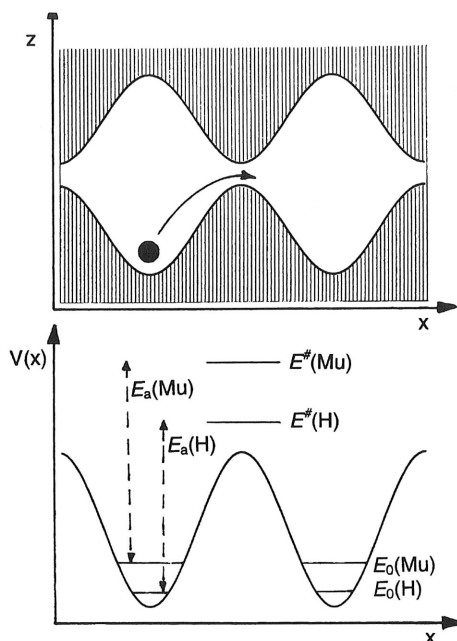 z
x
V(x)
E#(Mu)
Ea(Mu)
E#(H)
Ea(H)
E0(Mu)
E0(H)
x